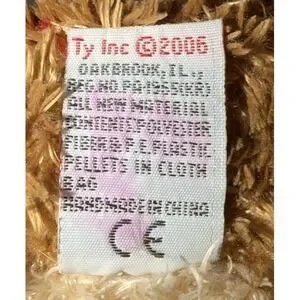 Ty Inc ©2006
OAKBROOK, IL.,
REG.NO.PA-1965(KR)
ALL NEW MATERIAL
CONTENTS:POLYESTER
FIBER & P.E.PLASTIC
PELLETS IN CLOTH
BAG
HANDMADE IN CHINA
CE